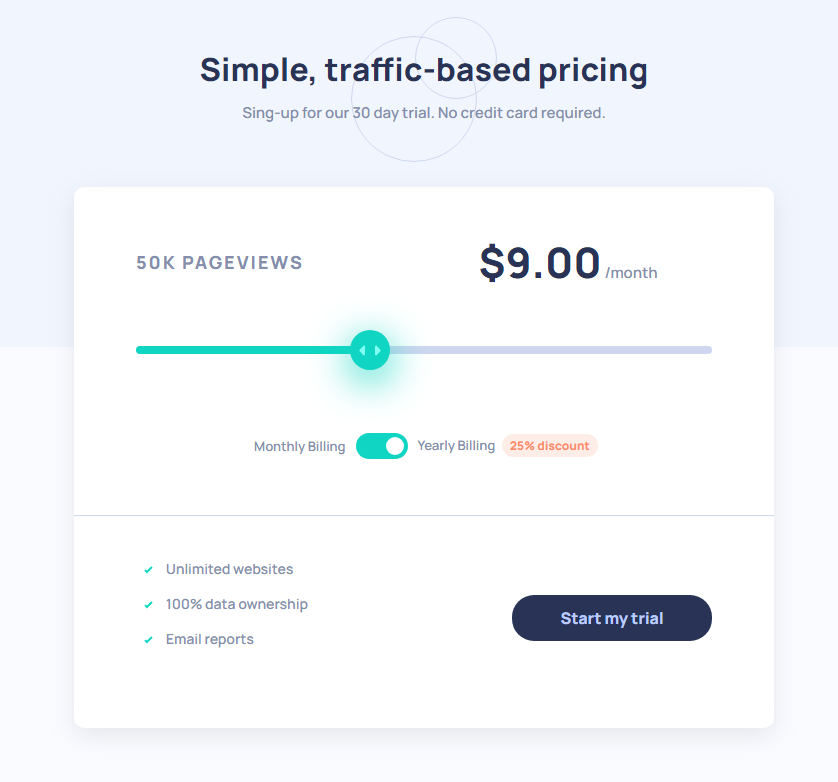 Simple, traffic-based pricing
Sing-up for our 30 day trial. No credit card required.
50K PAGEVIEWS
$9.00 /month
Monthly Billing
Yearly Billing
25% discount
Unlimited websites
100% data ownership
Email reports
Start my trial